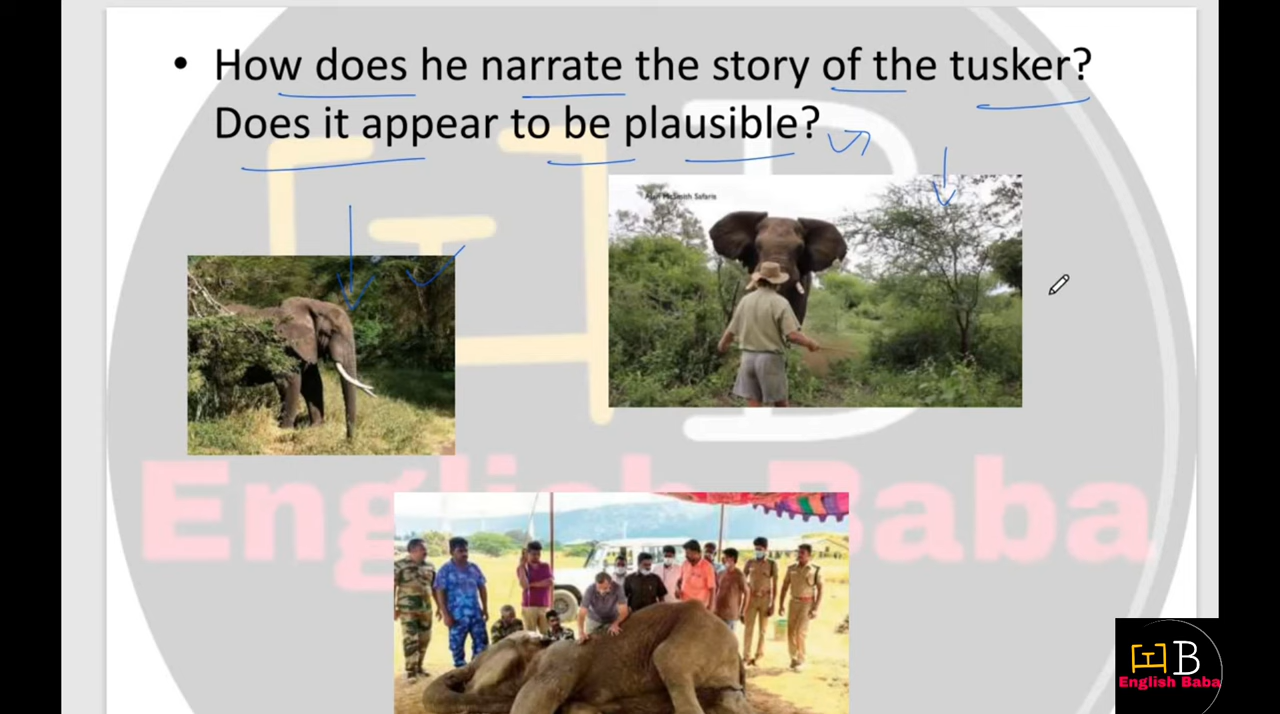 • How does he narrate the story of the tusker?
Does it appear to be plausible?
English Baba
B
English Baba